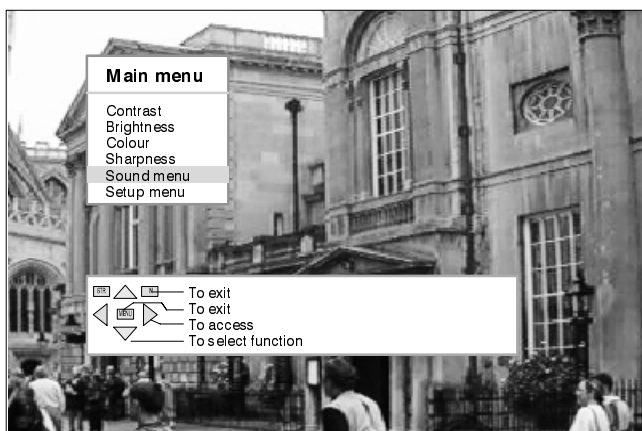 Main menu
Contrast
Brightness
Colour
Sharpness
Sound menu
Setup menu
STR
N
To exit
MENU
To exit
To access
To select function